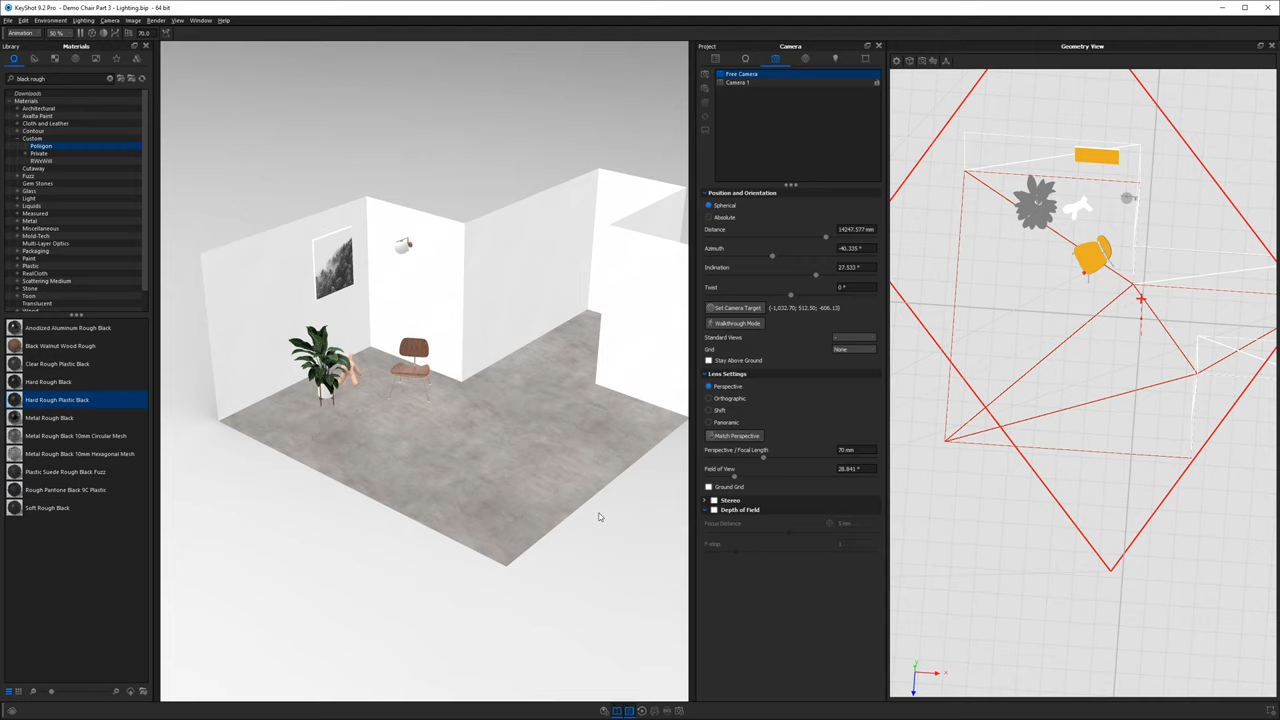 KeyShot 9.2 Pro - Demo Chair Part 3 - Lighting.bip - 64 bit
File Edit Environment Lighting Camera Image Render View Window Help
Animation 50 % 70.0
Library Materials Project Camera Geometry View
black rough
Downloads
Materials
Architectural
Axalta Paint
Cloth and Leather
Contour
Custom
Poliigon
Private
RWvWill
Cutaway
Fuzz
Gem Stones
Glass
Light
Liquids
Measured
Metal
Miscellaneous
Mold-Tech
Multi-Layer Optics
Packaging
Paint
Plastic
RealCloth
Scattering Medium
Stone
Toon
Translucent
Wood
Anodized Aluminum Rough Black
Black Walnut Wood Rough
Clear Rough Plastic Black
Hard Rough Black
Hard Rough Plastic Black
Metal Rough Black
Metal Rough Black 10mm Circular Mesh
Metal Rough Black 10mm Hexagonal Mesh
Plastic Suede Rough Black Fuzz
Rough Pantone Black 9C Plastic
Soft Rough Black
Free Camera
Camera 1
Position and Orientation
Spherical
Absolute
Distance 14247.577 mm
Azimuth -40.335 °
Inclination 27.533 °
Twist 0 °
Set Camera Target (-1,032.70; 512.50; -606.13)
Walkthrough Mode
Standard Views -
Grid None
Stay Above Ground
Lens Settings
Perspective
Orthographic
Shift
Panoramic
Match Perspective
Perspective / Focal Length 70 mm
Field of View 28.841 °
Ground Grid
Stereo
Depth of Field
Focus Distance 5 mm
F-stop 1
Y
X